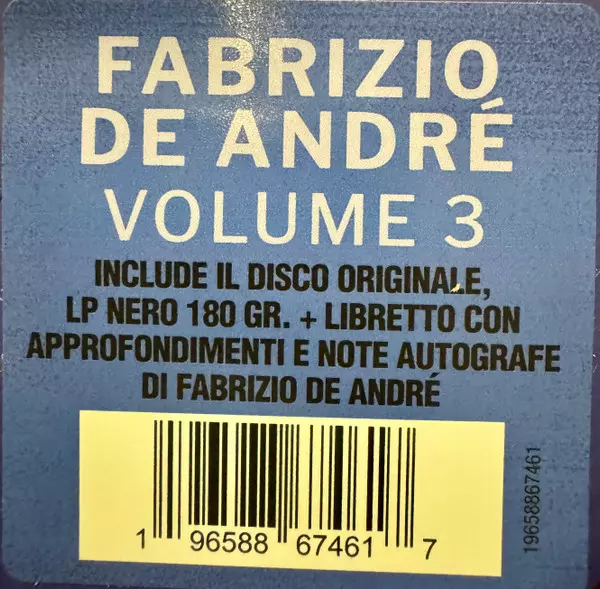 FABRIZIO
DE ANDRÉ
VOLUME 3
INCLUDE IL DISCO ORIGINALE,
LP NERO 180 GR. + LIBRETTO CON
APPROFONDIMENTI E NOTE AUTOGRAFE
DI FABRIZIO DE ANDRÉ
1 96588 67461 7
19658867461